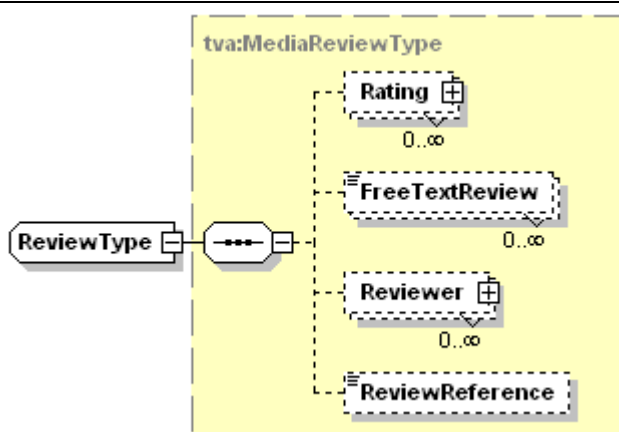 tva:MediaReviewType
Rating
0..∞
FreeTextReview
0..∞
ReviewType
Reviewer
0..∞
ReviewReference